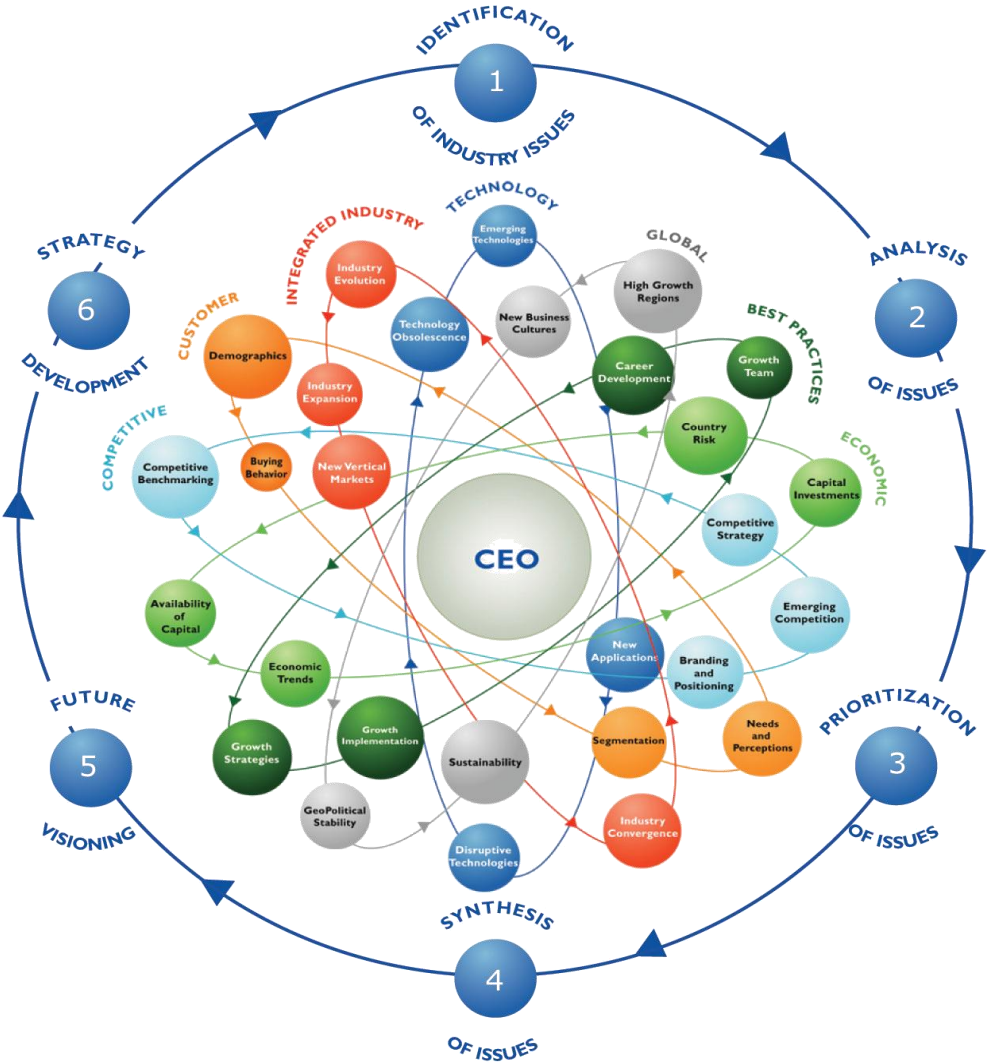 IDENTIFICATION
1
OF INDUSTRY ISSUES
ANALYSIS
2
OF ISSUES
PRIORITIZATION
3
OF ISSUES
SYNTHESIS
4
OF ISSUES
FUTURE
5
VISIONING
STRATEGY
6
DEVELOPMENT
TECHNOLOGY
Emerging
Technologies
Technology
Obsolescence
New
Applications
Disruptive
Technologies
GLOBAL
High Growth
Regions
New Business
Cultures
Sustainability
GeoPolitical
Stability
BEST PRACTICES
Growth
Team
Career
Development
Growth
Implementation
Growth
Strategies
ECONOMIC
Country
Risk
Capital
Investments
Availability
of
Capital
Economic
Trends
COMPETITIVE
Competitive
Benchmarking
Competitive
Strategy
Emerging
Competition
Branding
and
Positioning
CUSTOMER
Demographics
Buying
Behavior
Segmentation
Needs
and
Perceptions
INTEGRATED INDUSTRY
Industry
Evolution
Industry
Expansion
New Vertical
Markets
Industry
Convergence
CEO